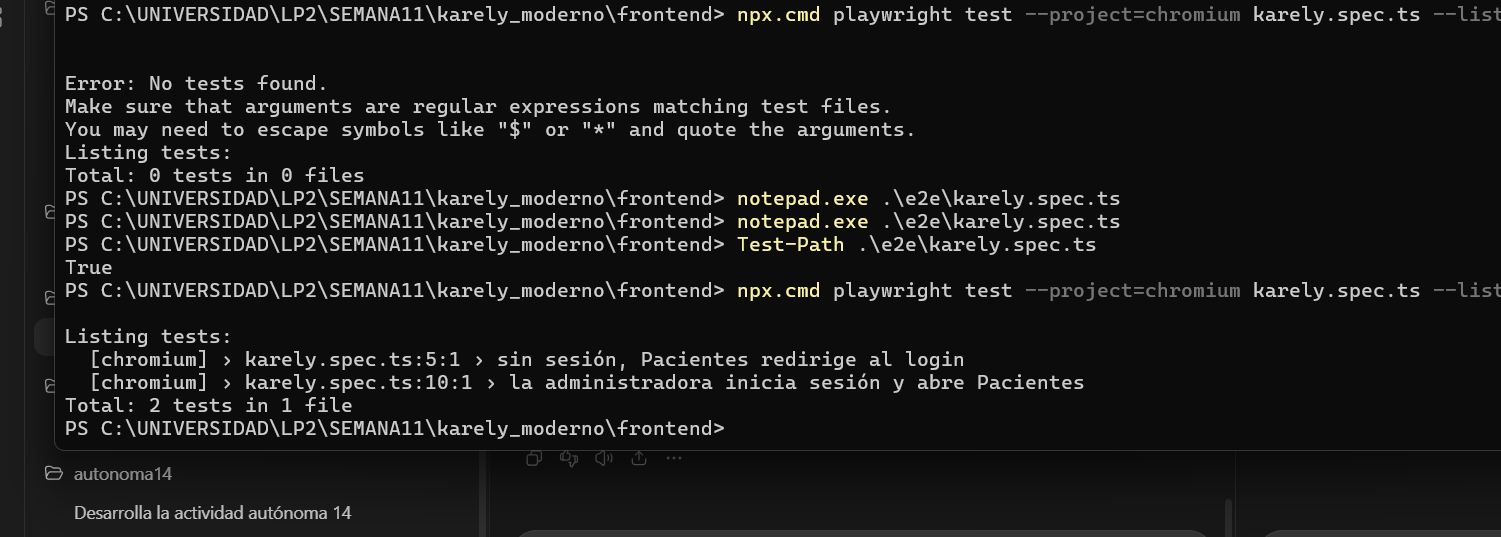 PS C:\UNIVERSIDAD\LP2\SEMANA11\karely_moderno\frontend> npx.cmd playwright test --project=chromium karely.spec.ts --list
Error: No tests found.
Make sure that arguments are regular expressions matching test files.
You may need to escape symbols like "$" or "*" and quote the arguments.
Listing tests:
Total: 0 tests in 0 files
PS C:\UNIVERSIDAD\LP2\SEMANA11\karely_moderno\frontend> notepad.exe .\e2e\karely.spec.ts
PS C:\UNIVERSIDAD\LP2\SEMANA11\karely_moderno\frontend> notepad.exe .\e2e\karely.spec.ts
PS C:\UNIVERSIDAD\LP2\SEMANA11\karely_moderno\frontend> Test-Path .\e2e\karely.spec.ts
True
PS C:\UNIVERSIDAD\LP2\SEMANA11\karely_moderno\frontend> npx.cmd playwright test --project=chromium karely.spec.ts --list
Listing tests:
[chromium] › karely.spec.ts:5:1 › sin sesión, Pacientes redirige al login
[chromium] › karely.spec.ts:10:1 › la administradora inicia sesión y abre Pacientes
Total: 2 tests in 1 file
PS C:\UNIVERSIDAD\LP2\SEMANA11\karely_moderno\frontend>
autonoma14
Desarrolla la actividad autónoma 14